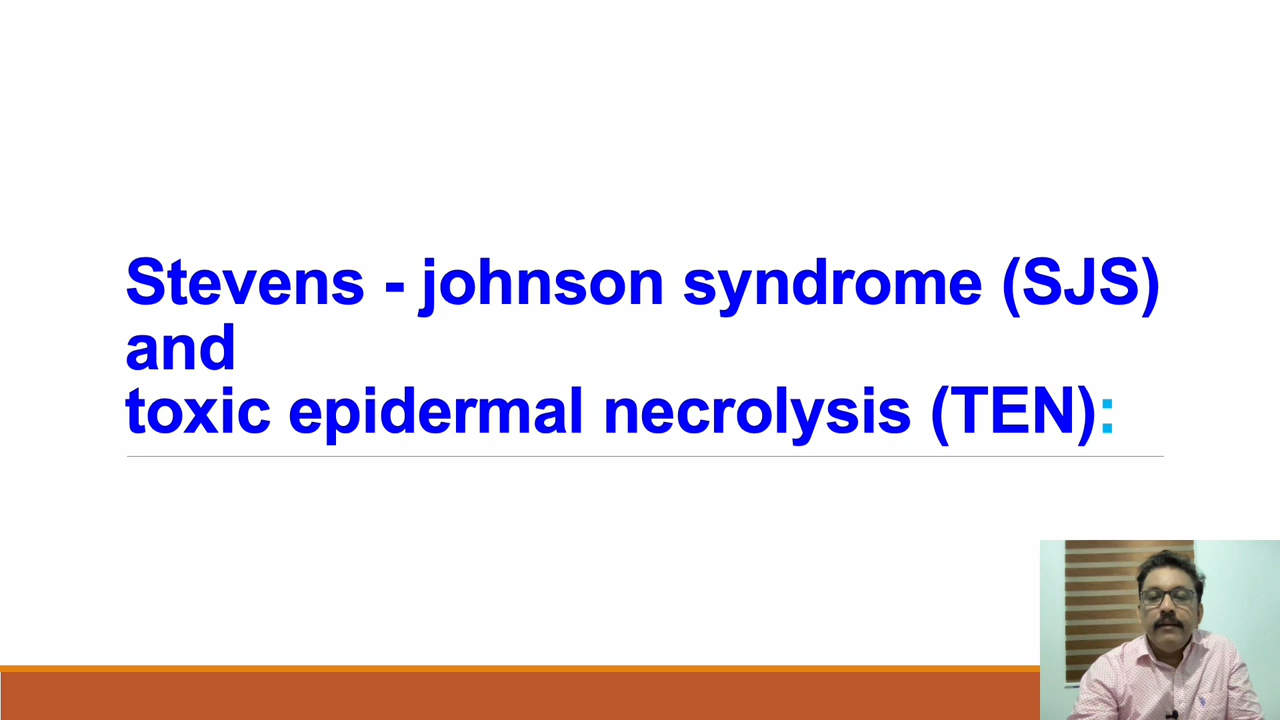 Stevens - johnson syndrome (SJS)
and
toxic epidermal necrolysis (TEN):